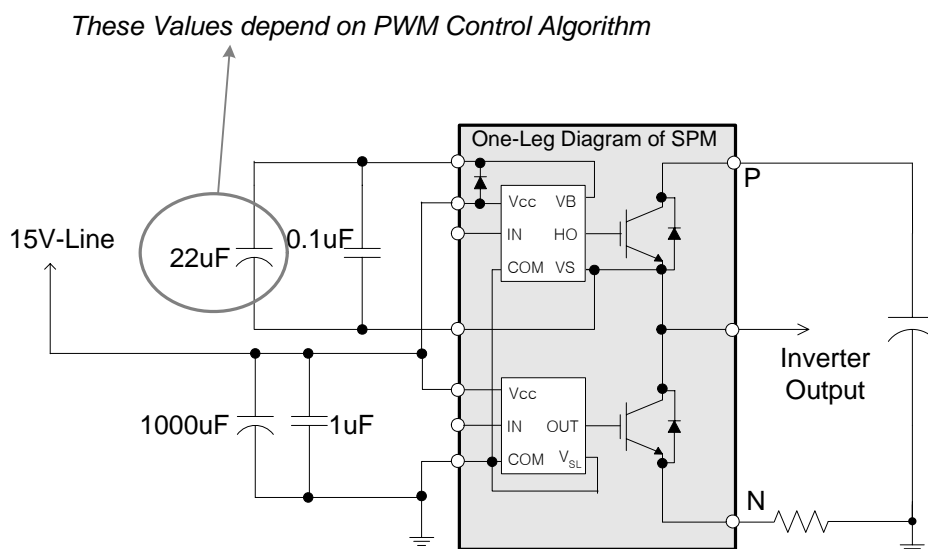 These Values depend on PWM Control Algorithm
One-Leg Diagram of SPM
P
Vcc VB
15V-Line
22uF
0.1uF
IN HO
COM VS
Inverter
Output
Vcc
1000uF
1uF
IN OUT
COM VSL
N